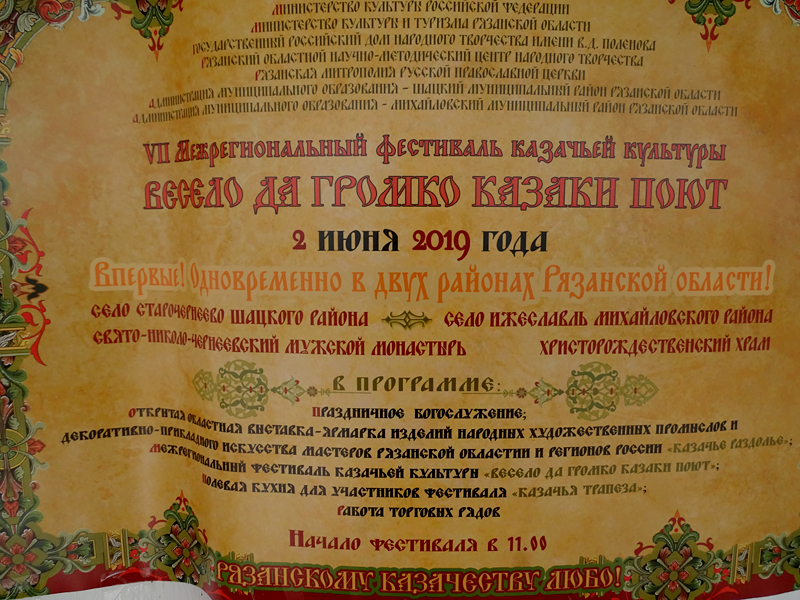 МИНИСТЕРСТВО КУЛЬТУРЫ РОССИЙСКОЙ ФЕДЕРАЦИИ
МИНИСТЕРСТВО КУЛЬТУРЫ И ТУРИЗМА РЯЗАНСКОЙ ОБЛАСТИ
ГОСУДАРСТВЕННЫЙ РОССИЙСКИЙ ДОМ НАРОДНОГО ТВОРЧЕСТВА ИМЕНИ В.Д. ПОЛЕНОВА
РЯЗАНСКИЙ ОБЛАСТНОЙ НАУЧНО-МЕТОДИЧЕСКИЙ ЦЕНТР НАРОДНОГО ТВОРЧЕСТВА
РЯЗАНСКАЯ МИТРОПОЛИЯ РУССКОЙ ПРАВОСЛАВНОЙ ЦЕРКВИ
АДМИНИСТРАЦИЯ МУНИЦИПАЛЬНОГО ОБРАЗОВАНИЯ - ШАЦКИЙ МУНИЦИПАЛЬНЫЙ РАЙОН РЯЗАНСКОЙ ОБЛАСТИ
АДМИНИСТРАЦИЯ МУНИЦИПАЛЬНОГО ОБРАЗОВАНИЯ - МИХАЙЛОВСКИЙ МУНИЦИПАЛЬНЫЙ РАЙОН РЯЗАНСКОЙ ОБЛАСТИ
VII Межрегиональный фестиваль казачьей культуры
ВЕСЕЛО ДА ГРОМКО КАЗАКИ ПОЮТ
2 ИЮНЯ 2019 ГОДА
Впервые! Одновременно в двух районах Рязанской области!
СЕЛО СТАРОЧЕРНЕЕВО ШАЦКОГО РАЙОНА СЕЛО ИЖЕСЛАВЛЬ МИХАЙЛОВСКОГО РАЙОНА
СВЯТО-НИКОЛО-ЧЕРНЕЕВСКИЙ МУЖСКОЙ МОНАСТЫРЬ ХРИСТОРОЖДЕСТВЕНСКИЙ ХРАМ
В ПРОГРАММЕ:
ПРАЗДНИЧНОЕ БОГОСЛУЖЕНИЕ;
ОТКРЫТАЯ ОБЛАСТНАЯ ВЫСТАВКА-ЯРМАРКА ИЗДЕЛИЙ НАРОДНЫХ ХУДОЖЕСТВЕННЫХ ПРОМЫСЛОВ И
ДЕКОРАТИВНО-ПРИКЛАДНОГО ИСКУССТВА МАСТЕРОВ РЯЗАНСКОЙ ОБЛАСТИИ И РЕГИОНОВ РОССИИ «КАЗАЧЬЕ РАЗДОЛЬЕ»;
МЕЖРЕГИОНАЛЬНЫЙ ФЕСТИВАЛЬ КАЗАЧЬЕЙ КУЛЬТУРЫ «ВЕСЕЛО ДА ГРОМКО КАЗАКИ ПОЮТ»;
ПОЛЕВАЯ КУХНЯ ДЛЯ УЧАСТНИКОВ ФЕСТИВАЛЯ «КАЗАЧЬЯ ТРАПЕЗА»;
РАБОТА ТОРГОВЫХ РЯДОВ
Начало фестиваля в 11.00
РЯЗАНСКОМУ КАЗАЧЕСТВУ ЛЮБО!